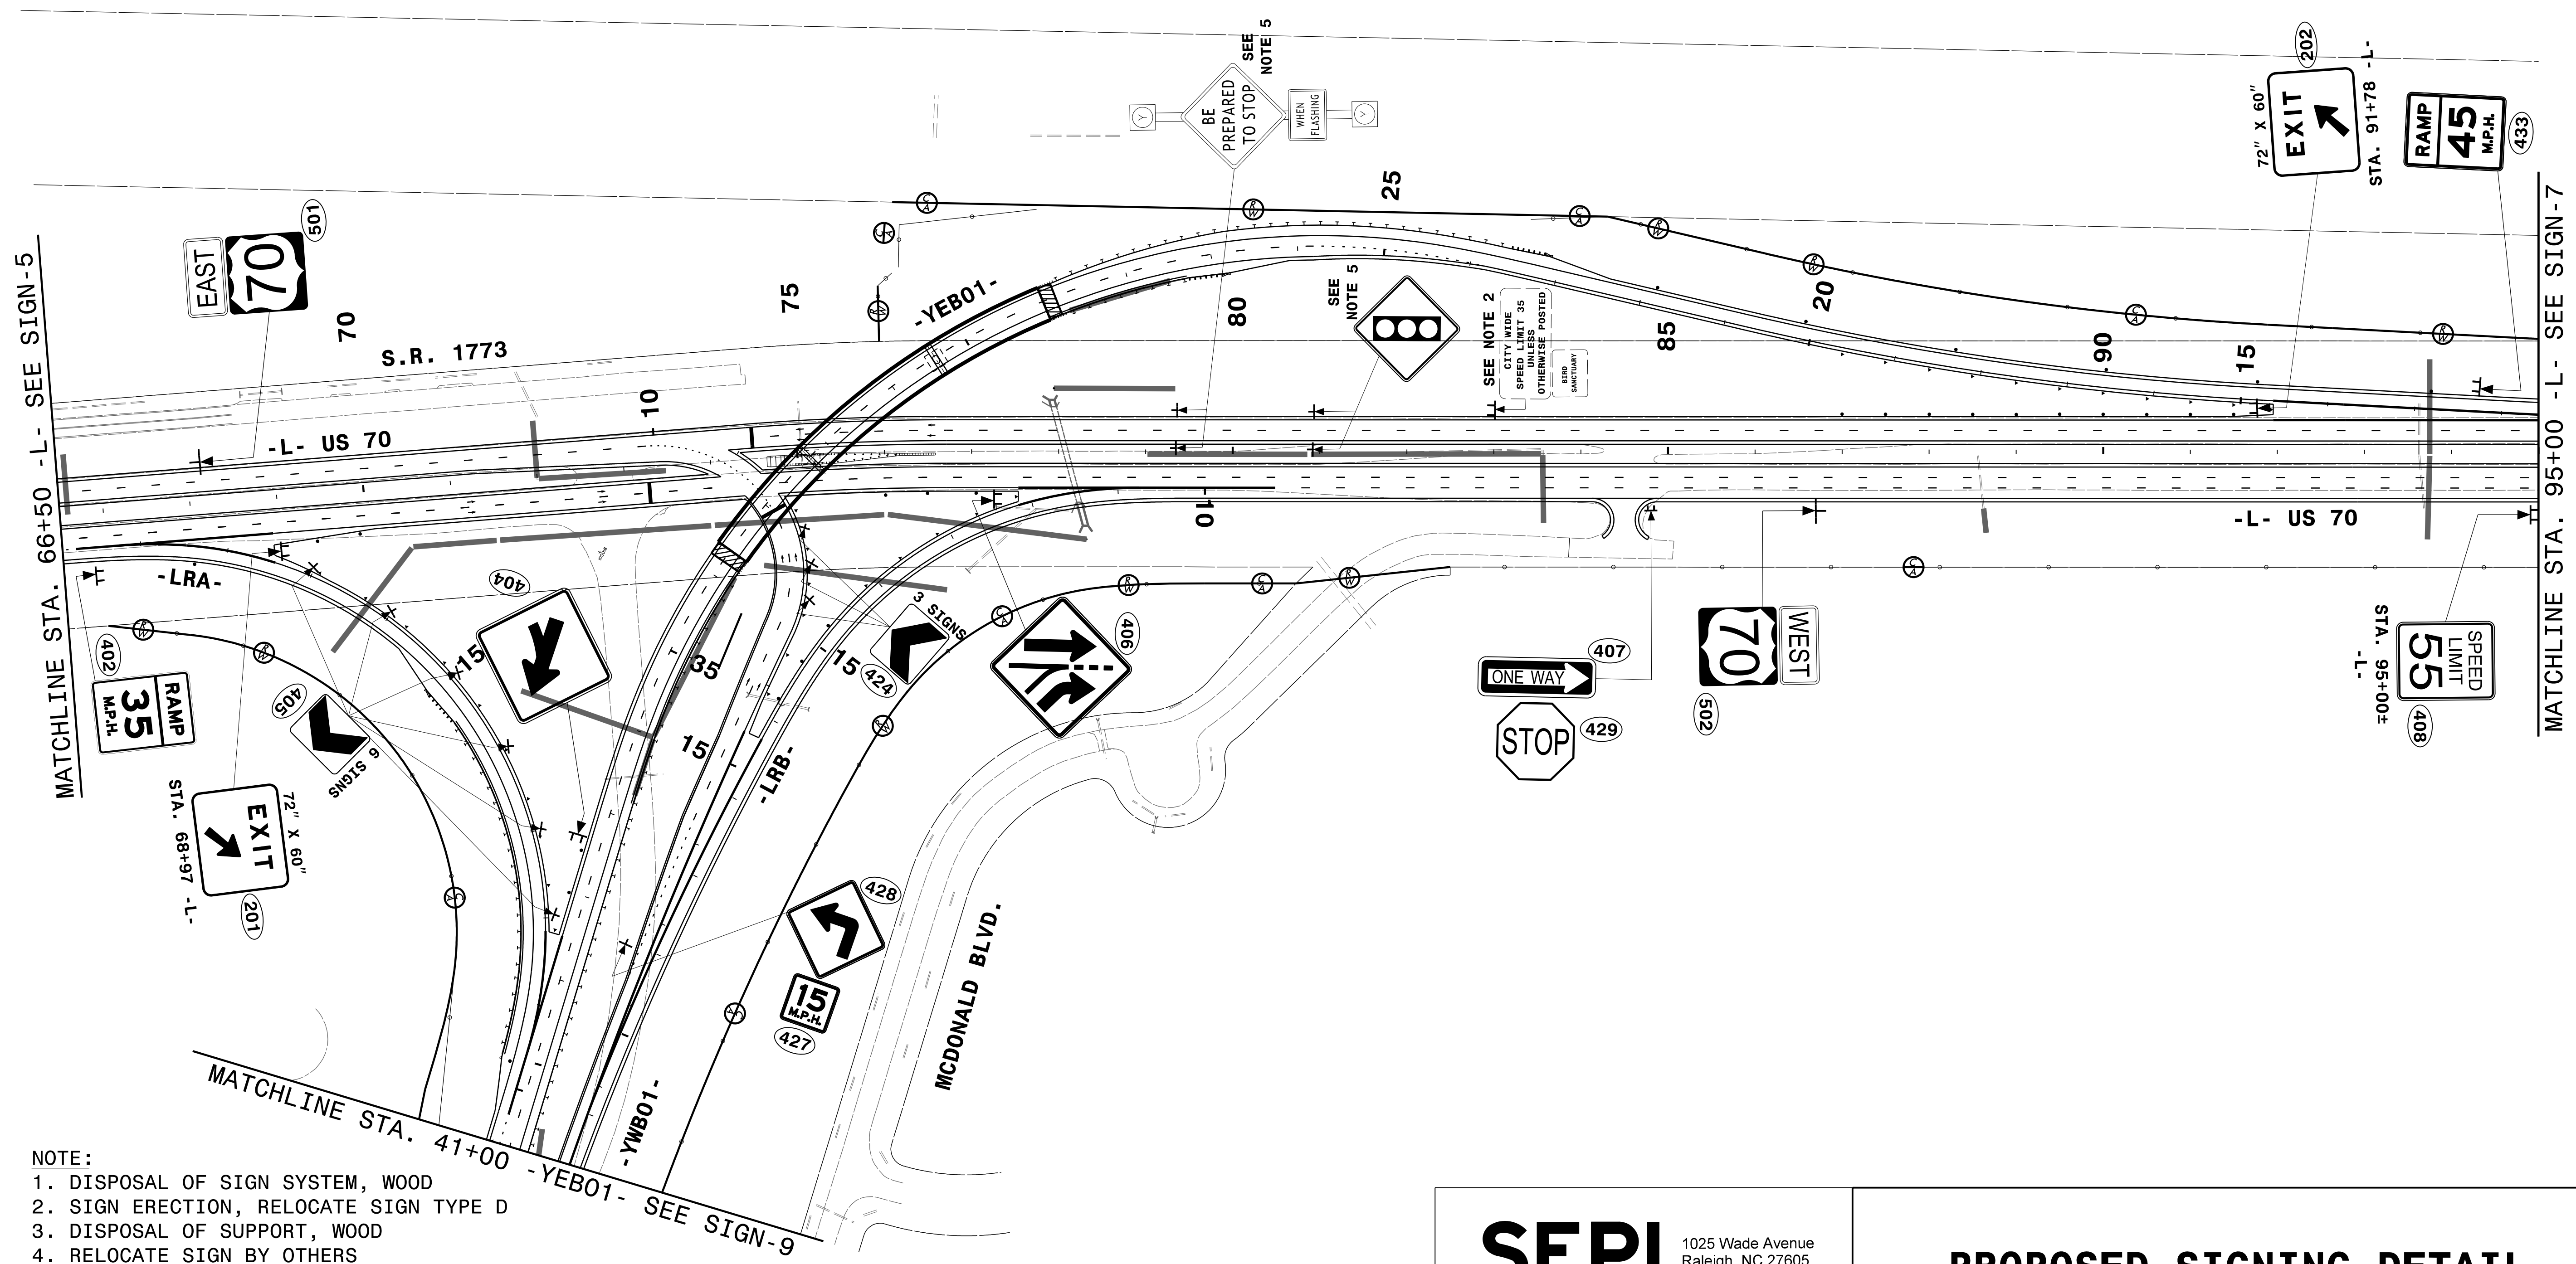 SEE
NOTE 5
BE
PREPARED
TO STOP
WHEN
FLASHING
Y
Y
202
72" X 60"
EXIT
STA. 91+78 -L-
RAMP
45
M.P.H.
433
MATCHLINE STA. 95+00 -L- SEE SIGN-7
MATCHLINE STA. 66+50 -L- SEE SIGN-5
EAST
70
501
70
75
80
85
90
25
20
15
10
S.R. 1773
-L- US 70
-YEB01-
SEE
NOTE 5
SEE NOTE 2
CITY WIDE
SPEED LIMIT 35
UNLESS
OTHERWISE POSTED
BIRD
SANCTUARY
-L- US 70
10
-LRA-
402
RAMP
35
M.P.H.
404
405
6 SIGNS
15
35
15
15
3 SIGNS
424
406
-LRB-
407
ONE WAY
STOP
429
WEST
70
502
SPEED
LIMIT
55
STA. 95+00±
-L-
408
72" X 60"
EXIT
STA. 68+97 -L-
201
428
15
M.P.H.
427
MCDONALD BLVD.
-YWB01-
MATCHLINE STA. 41+00 -YEB01- SEE SIGN-9
NOTE:
1. DISPOSAL OF SIGN SYSTEM, WOOD
2. SIGN ERECTION, RELOCATE SIGN TYPE D
3. DISPOSAL OF SUPPORT, WOOD
4. RELOCATE SIGN BY OTHERS
SEPI
1025 Wade Avenue
Raleigh, NC 27605
PROPOSED SIGNING DETAIL